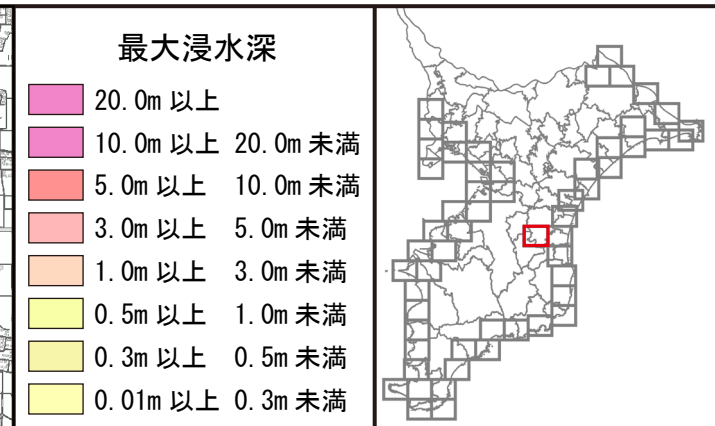 最大浸水深
20.0m 以上
10.0m 以上 20.0m 未満
5.0m 以上 10.0m 未満
3.0m 以上 5.0m 未満
1.0m 以上 3.0m 未満
0.5m 以上 1.0m 未満
0.3m 以上 0.5m 未満
0.01m 以上 0.3m 未満